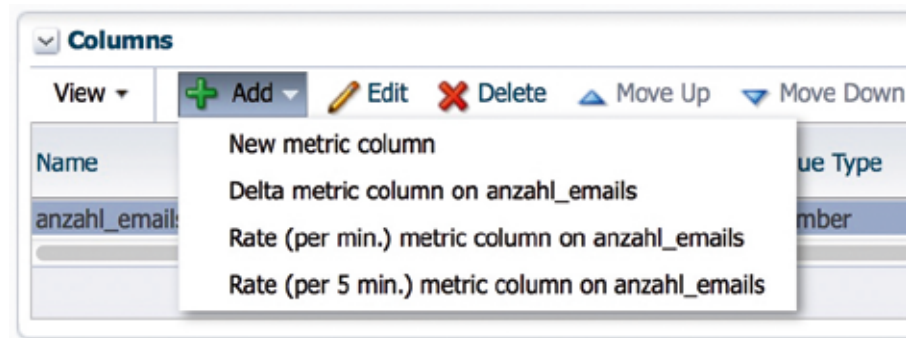 Columns
View Add Edit Delete Move Up Move Down
New metric column
Name ue Type
Delta metric column on anzahl_emails
anzahl_emails mber
Rate (per min.) metric column on anzahl_emails
Rate (per 5 min.) metric column on anzahl_emails